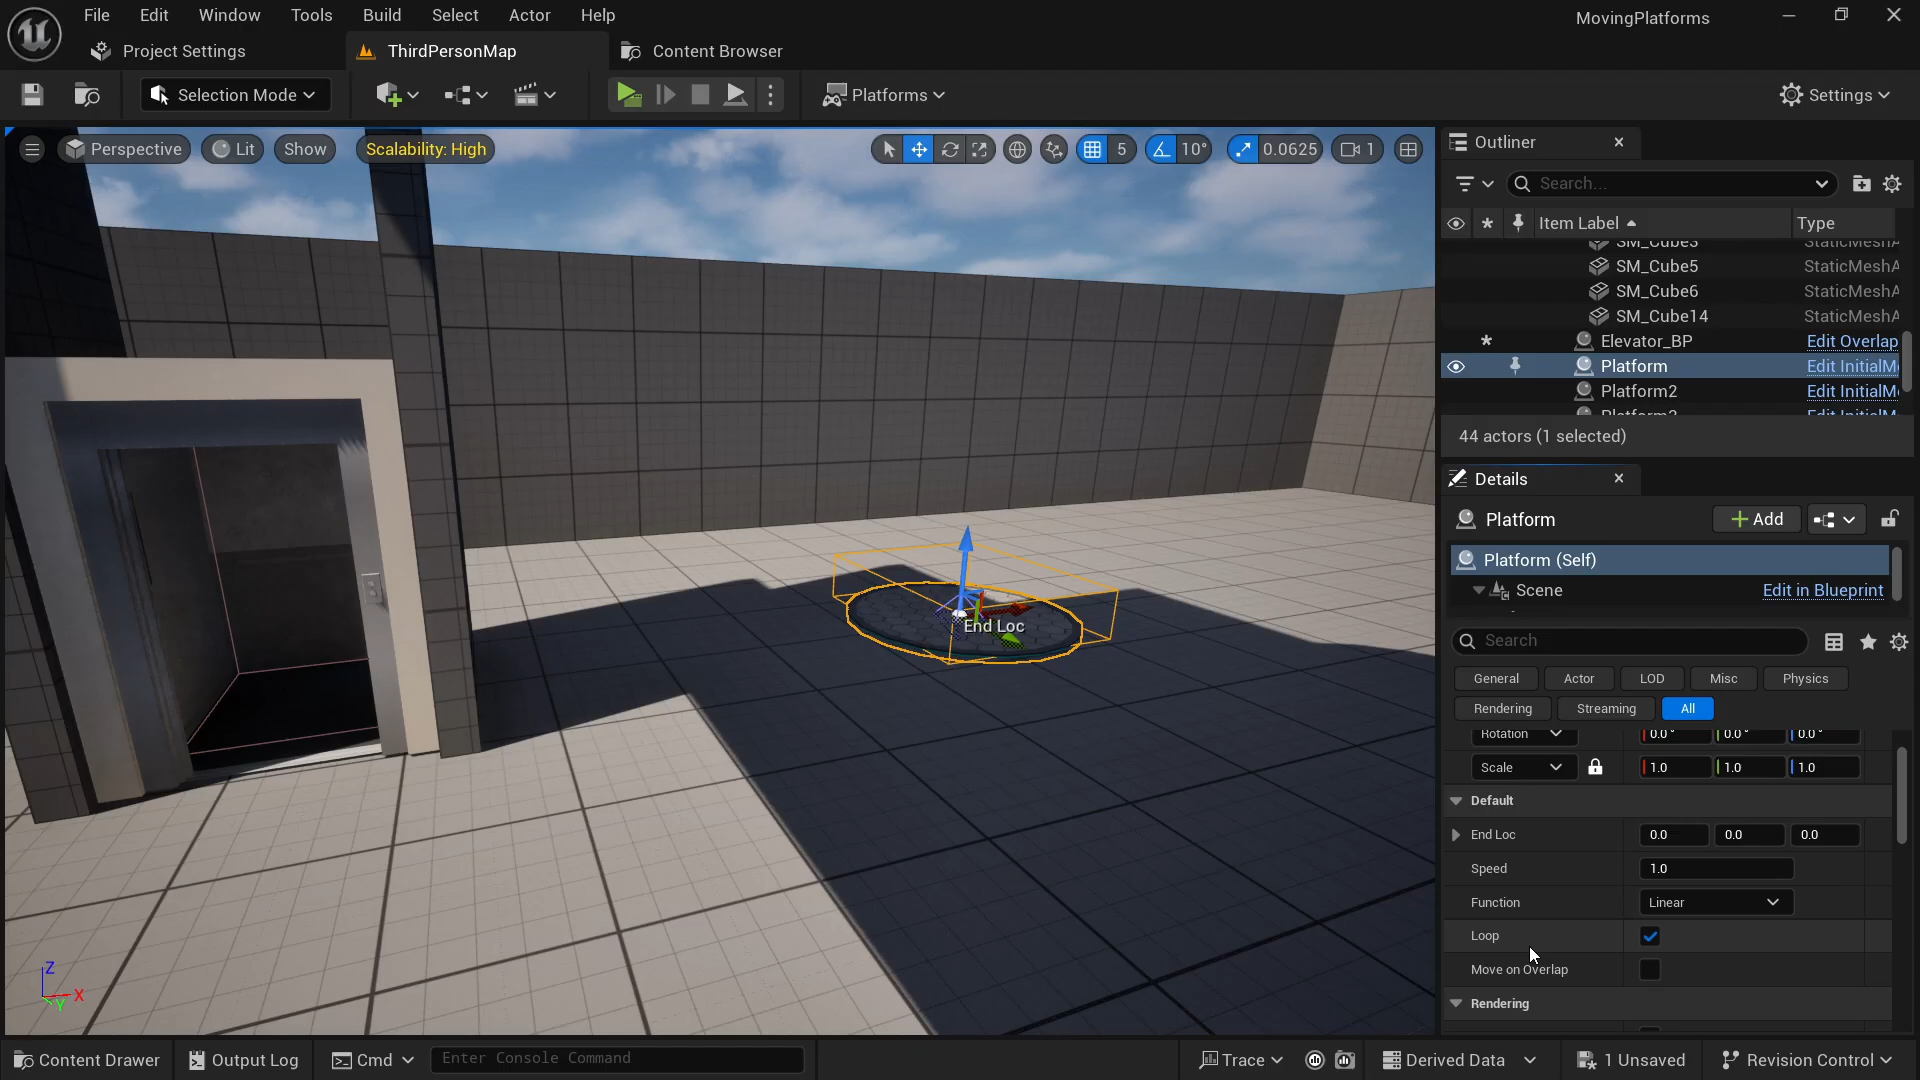 File Edit Window Tools Build Select Actor Help
MovingPlatforms
Project Settings
ThirdPersonMap
Content Browser
Selection Mode
Platforms
Settings
Perspective
Lit
Show
Scalability: High
5
10°
0.0625
1
Outliner
Search...
Item Label
Type
SM_Cube3 StaticMeshA
SM_Cube5 StaticMeshA
SM_Cube6 StaticMeshA
SM_Cube14 StaticMeshA
Elevator_BP Edit Overlap
Platform Edit InitialMo
Platform2 Edit InitialMo
44 actors (1 selected)
Details
Platform
Add
Platform (Self)
Scene
Edit in Blueprint
Search
General Actor LOD Misc Physics
Rendering Streaming All
Rotation 0.0° 0.0° 0.0°
Scale 1.0 1.0 1.0
Default
End Loc 0.0 0.0 0.0
Speed 1.0
Function Linear
Loop
Move on Overlap
Rendering
End Loc
Z
X
Y
Content Drawer
Output Log
Cmd
Enter Console Command
Trace
Derived Data
1 Unsaved
Revision Control